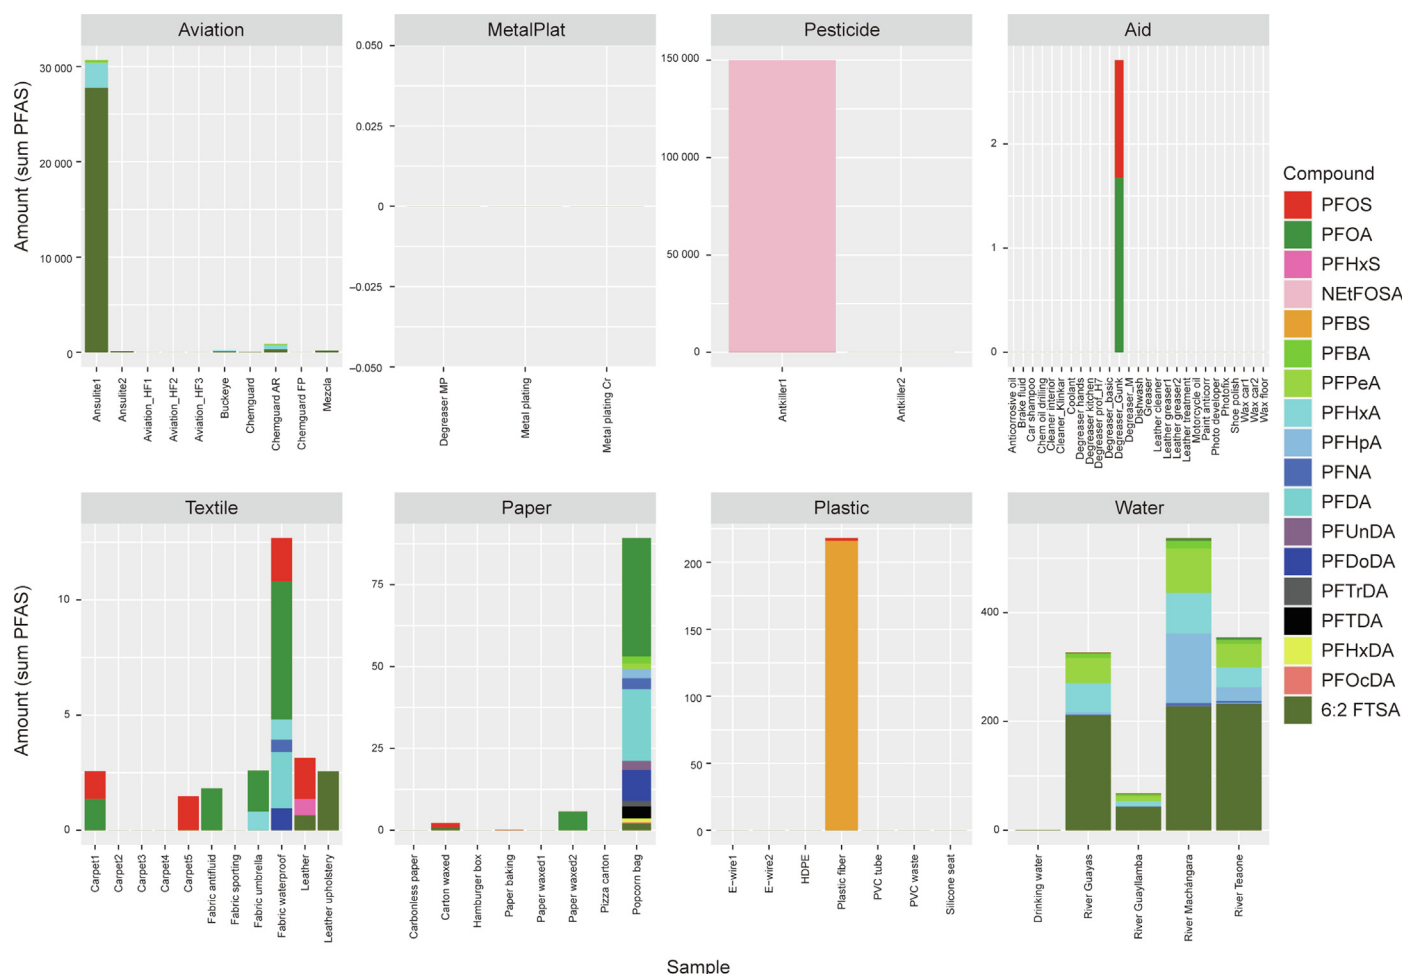 Aviation
MetalPlat
Pesticide
Aid
Amount (sum PFAS)
30 000
20 000
10 000
0
Ansulite1
Ansulite2
Aviation_HF1
Aviation_HF2
Aviation_HF3
Buckeye
Chemguard
Chemguard AR
Chemguard FP
Mezcla
0.050
0.025
0
−0.025
−0.050
Degreaser MP
Metal plating
Metal plating Cr
150 000
100 000
50 000
0
Antkiller1
Antkiller2
2
1
0
Anticorrosive oil
Brake fluid
Car shampoo
Chem oil drilling
Cleaner interior
Cleaner_Klinkar
Coolant
Degreaser hands
Degreaser kitchen
Degreaser prof_H7
Degreaser_basic
Degreaser_Gunk
Degreaser_M
Dishwash
Greaser
Leather cleaner
Leather greaser1
Leather greaser2
Leather treatment
Motorcycle oil
Paint anticorr
Photo developer
Photofix
Shoe polish
Wax car1
Wax car2
Wax floor
Textile
Paper
Plastic
Water
Amount (sum PFAS)
10
5
0
Carpet1
Carpet2
Carpet3
Carpet4
Carpet5
Fabric antifluid
Fabric sporting
Fabric umbrella
Fabric waterproof
Leather
Leather upholstery
75
50
25
0
Carbonless paper
Carton waxed
Hamburger box
Paper baking
Paper waxed1
Paper waxed2
Pizza carton
Popcorn bag
200
150
100
50
0
E−wire1
E−wire2
HDPE
Plastic fiber
PVC tube
PVC waste
Silicone seat
400
200
0
Drinking water
River Guayas
River Guayllamba
River Machángara
River Teaone
Sample
Compound
PFOS
PFOA
PFHxS
NEtFOSA
PFBS
PFBA
PFPeA
PFHxA
PFHpA
PFNA
PFDA
PFUnDA
PFDoDA
PFTrDA
PFTDA
PFHxDA
PFOcDA
6:2 FTSA